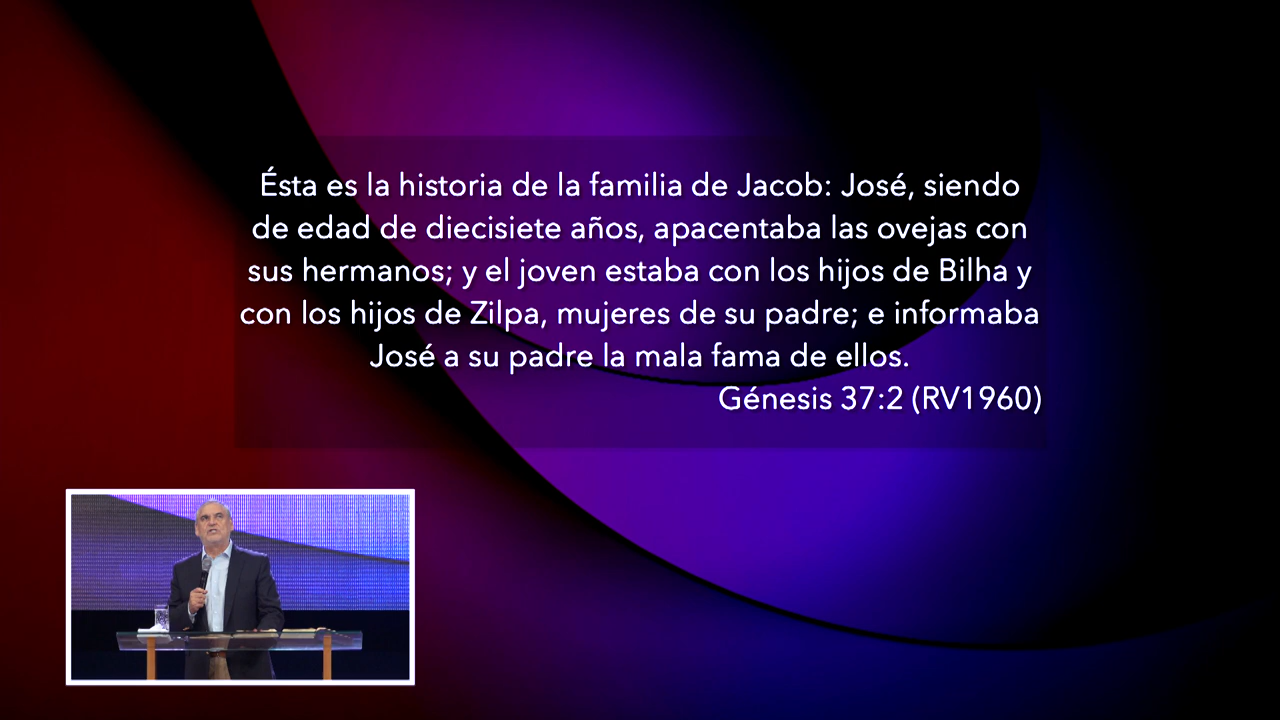 Ésta es la historia de la familia de Jacob: José, siendo
de edad de diecisiete años, apacentaba las ovejas con
sus hermanos; y el joven estaba con los hijos de Bilha y
con los hijos de Zilpa, mujeres de su padre; e informaba
José a su padre la mala fama de ellos.
Génesis 37:2 (RV1960)